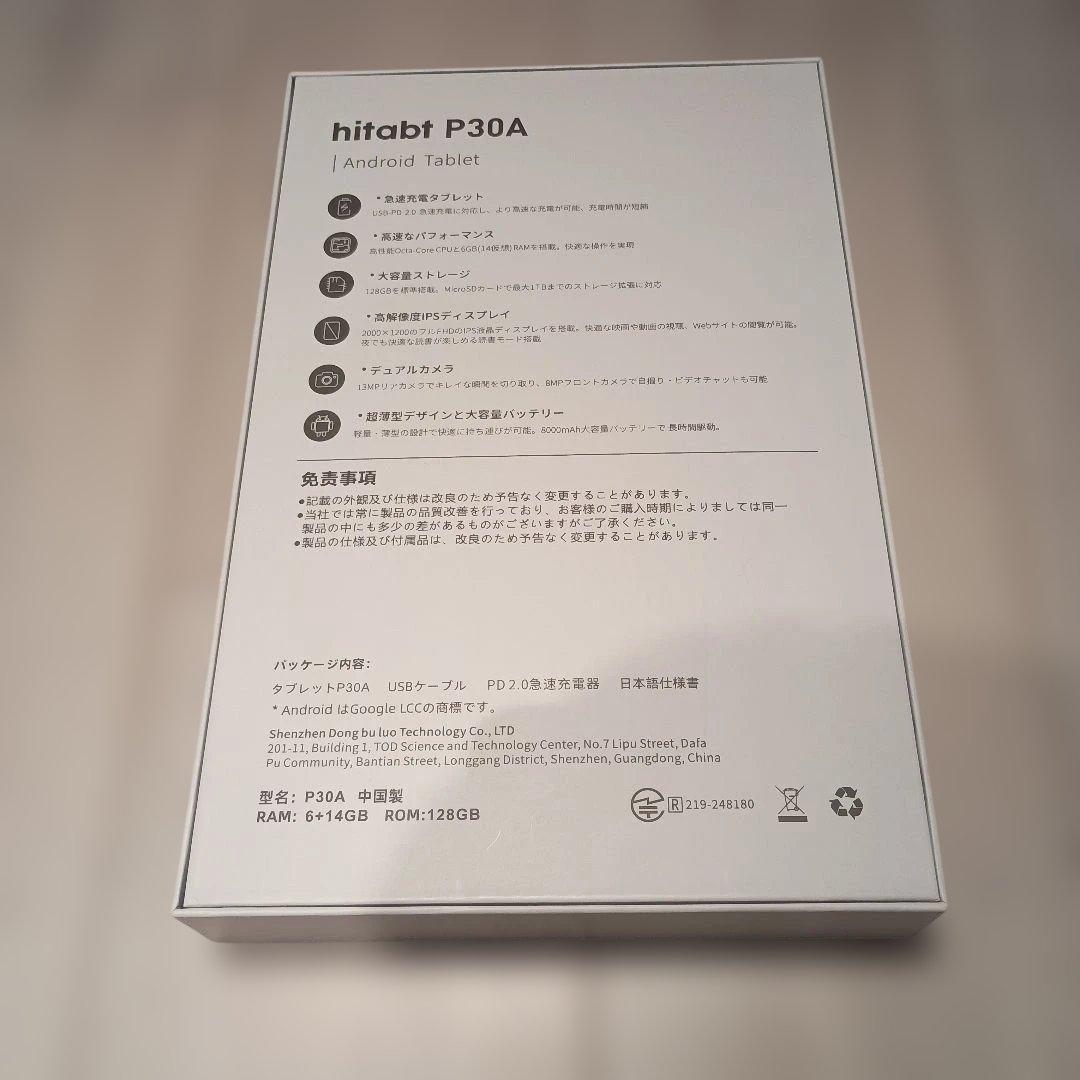 hitabt P30A
| Android Tablet
*急速充電タブレット
USB-PD 2.0 急速充電に対応し、より高速な充電が可能、充電時間が短縮
*高速なパフォーマンス
高性能Octa-Core CPUと6GB(14仮想)RAMを搭載。快適な操作を実現
*大容量ストレージ
128GBを標準搭載。MicroSDカードで最大1TBまでのストレージ拡張に対応
*高解像度IPSディスプレイ
2000×1200のフルFHDのIPS液晶ディスプレイを搭載。快適な映画や動画の視聴、Webサイトの閲覧が可能。
夜でも快適な読書が楽しめる読書モード搭載
*デュアルカメラ
13MPリアカメラでキレイな瞬間を切り取り、8MPフロントカメラで自撮り・ビデオチャットも可能
*超薄型デザインと大容量バッテリー
軽量・薄型の設計で快適に持ち運びが可能。8000mAh大容量バッテリーで長時間駆動。
免责事項
●記載の外観及び仕様は改良のため予告なく変更することがあります。
●当社では常に製品の品質改善を行っており、お客様のご購入時期によりましては同一
製品の中にも多少の差があるものがございますがご了承ください。
●製品の仕様及び付属品は、改良のため予告なく変更することがあります。
パッケージ内容：
タブレットP30A USBケーブル PD 2.0急速充電器 日本語仕様書
* Android はGoogle LCCの商標です。
Shenzhen Dong bu luo Technology Co., LTD
201-11, Building 1, TOD Science and Technology Center, No.7 Lipu Street, Dafa
Pu Community, Bantian Street, Longgang District, Shenzhen, Guangdong, China
型名：P30A 中国製
RAM: 6+14GB ROM:128GB
R 219-248180